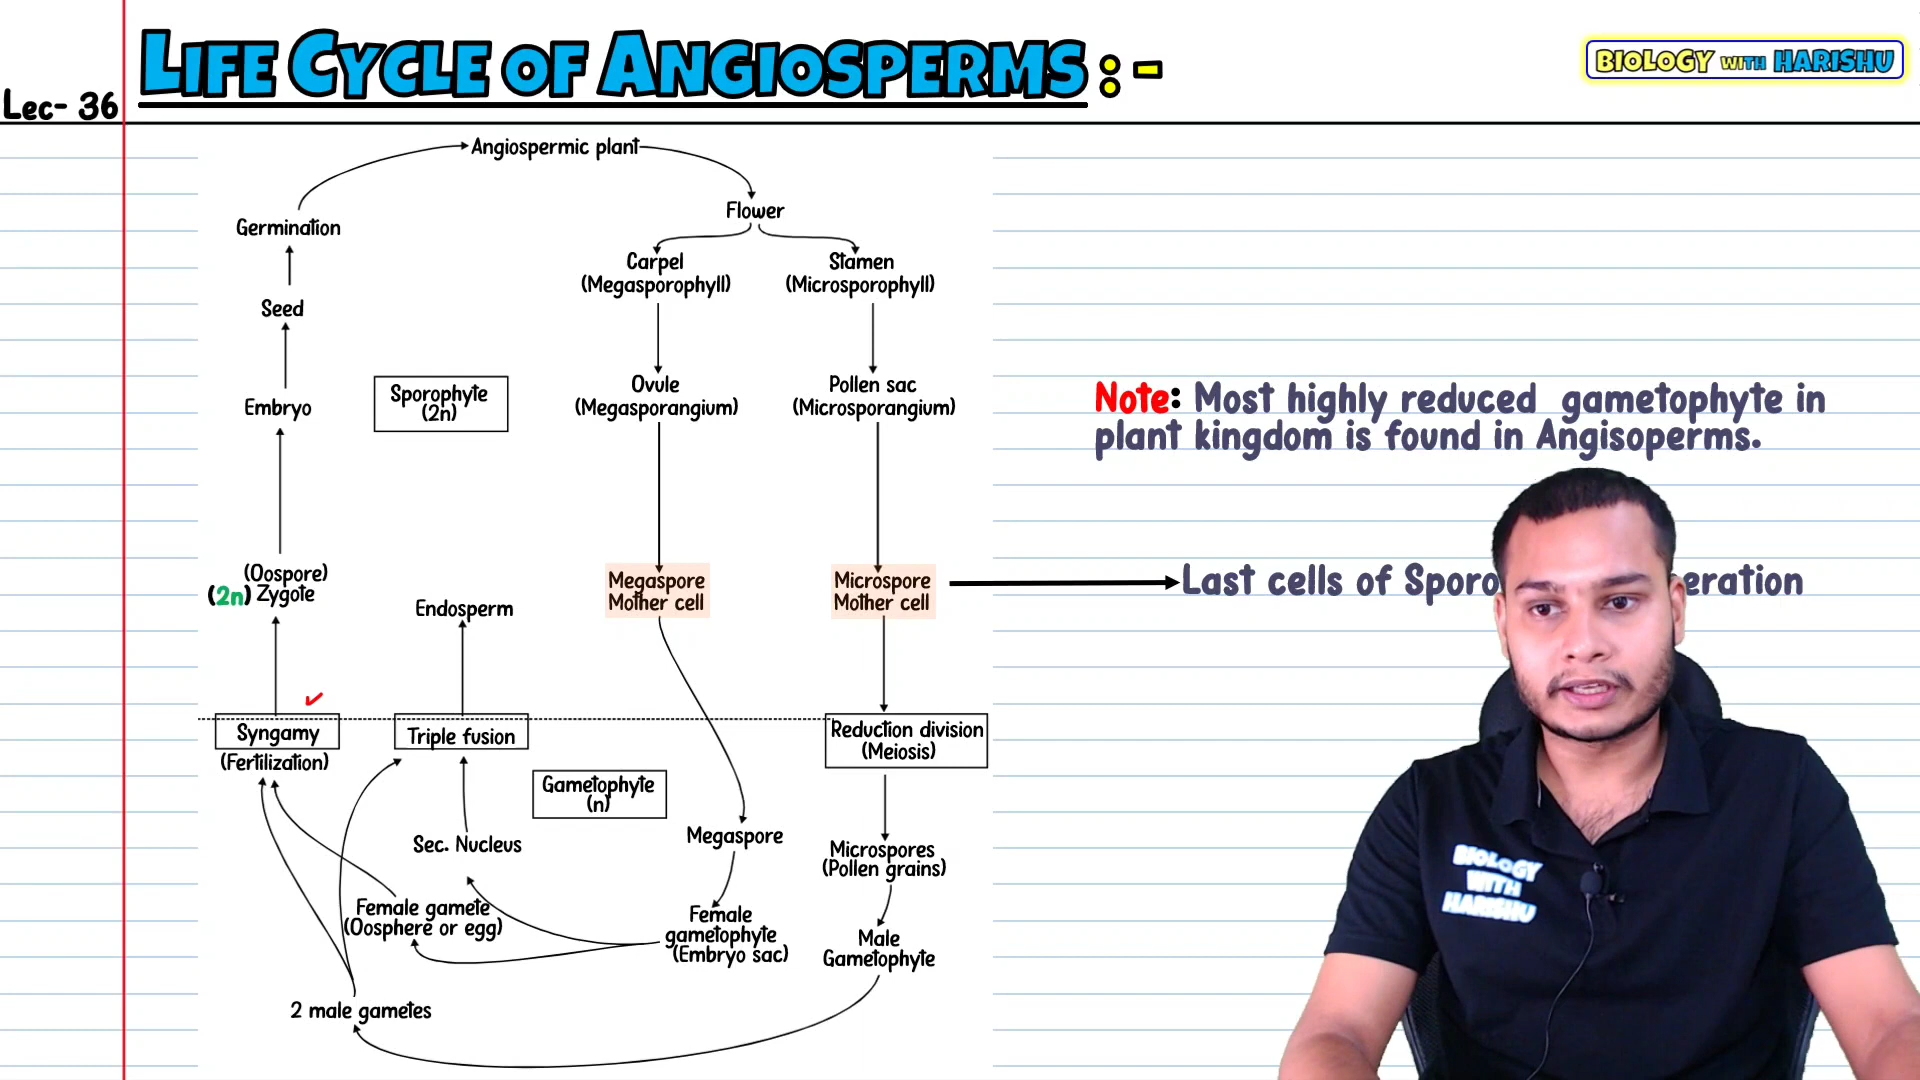 LIFE CYCLE OF ANGIOSPERMS :-
BIOLOGY WITH HARISHU
Lec- 36
Angiospermic plant
Flower
Germination
Carpel
(Megasporophyll)
Stamen
(Microsporophyll)
Seed
Embryo
Sporophyte
(2n)
Ovule
(Megasporangium)
Pollen sac
(Microsporangium)
Note: Most highly reduced gametophyte in
plant kingdom is found in Angisoperms.
(Oospore)
(2n) Zygote
Endosperm
Megaspore
Mother cell
Microspore
Mother cell
Last cells of
Syngamy
(Fertilization)
Triple fusion
Reduction division
(Meiosis)
Gametophyte
(n)
Sec. Nucleus
Megaspore
Microspores
(Pollen grains)
Female gamete
(Oosphere or egg)
Female
gametophyte
(Embryo sac)
Male
Gametophyte
2 male gametes
BIOLOGY
WITH
HARISHU